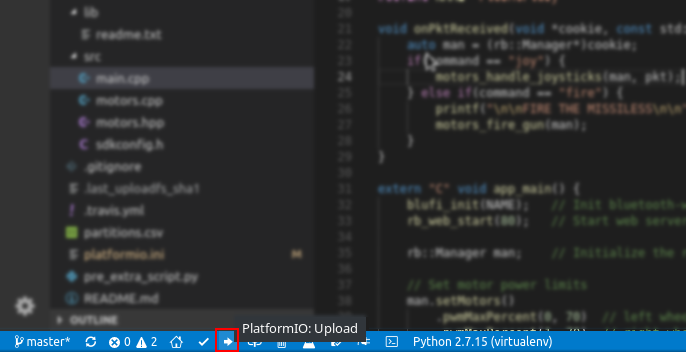 lib
readme.txt
src
main.cpp
motors.cpp
motors.hpp
sdkconfig.h
.gitignore
.last_uploadfs_sha1
.travis.yml
partitions.csv
platformio.ini M
pre_extra_script.py
README.md
OUTLINE
20
21 void onPktReceived(void *cookie, const std:
22 auto man = (rb::Manager*)cookie;
23 if(command == "joy") {
24 motors_handle_joysticks(man, pkt);
25 } else if(command == "fire") {
26 printf("\n\nFIRE THE MISSILESS\n\n"
27 motors_fire_gun(man);
28 }
29 }
30
31 extern "C" void app_main() {
32 blufi_init(NAME); // Init bluetooth-w
33 rb_web_start(80); // Start web server
34
35 rb::Manager man; // Initialize the r
36
37 // Set motor power limits
38 man.setMotors()
.pwmMaxPercent(0, 70) // left whee
PlatformIO: Upload
master* 0 2 Python 2.7.15 (virtualenv)